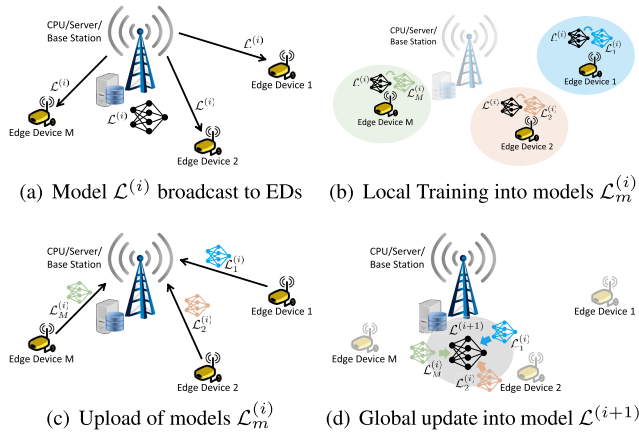 CPU/Server/
Base Station
𝓛^(i)
Edge Device 1
𝓛^(i)
𝓛^(i)
𝓛^(i)
Edge Device M
Edge Device 2
(a) Model 𝓛^(i) broadcast to EDs
CPU/Server/
Base Station
𝓛^(i)
𝓛_1^(i)
Edge Device 1
𝓛^(i)
𝓛_M^(i)
Edge Device M
𝓛^(i)
𝓛_2^(i)
Edge Device 2
(b) Local Training into models 𝓛_m^(i)
CPU/Server/
Base Station
𝓛_1^(i)
Edge Device 1
𝓛_M^(i)
𝓛_2^(i)
Edge Device M
Edge Device 2
(c) Upload of models 𝓛_m^(i)
CPU/Server/
Base Station
Edge Device 1
𝓛^(i+1)
𝓛_1^(i)
Edge Device M
𝓛_M^(i)
𝓛_2^(i)
Edge Device 2
(d) Global update into model 𝓛^(i+1)